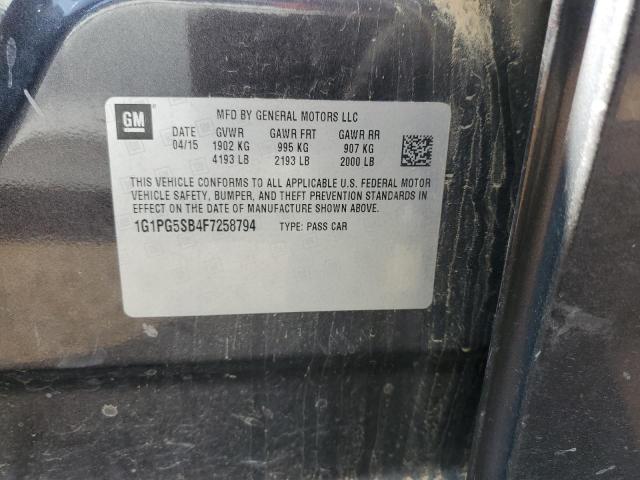 GM
MFD BY GENERAL MOTORS LLC
DATE GVWR GAWR FRT GAWR RR
04/15 1902 KG 995 KG 907 KG
4193 LB 2193 LB 2000 LB
THIS VEHICLE CONFORMS TO ALL APPLICABLE U.S. FEDERAL MOTOR
VEHICLE SAFETY, BUMPER, AND THEFT PREVENTION STANDARDS IN
EFFECT ON THE DATE OF MANUFACTURE SHOWN ABOVE.
1G1PG5SB4F7258794 TYPE: PASS CAR